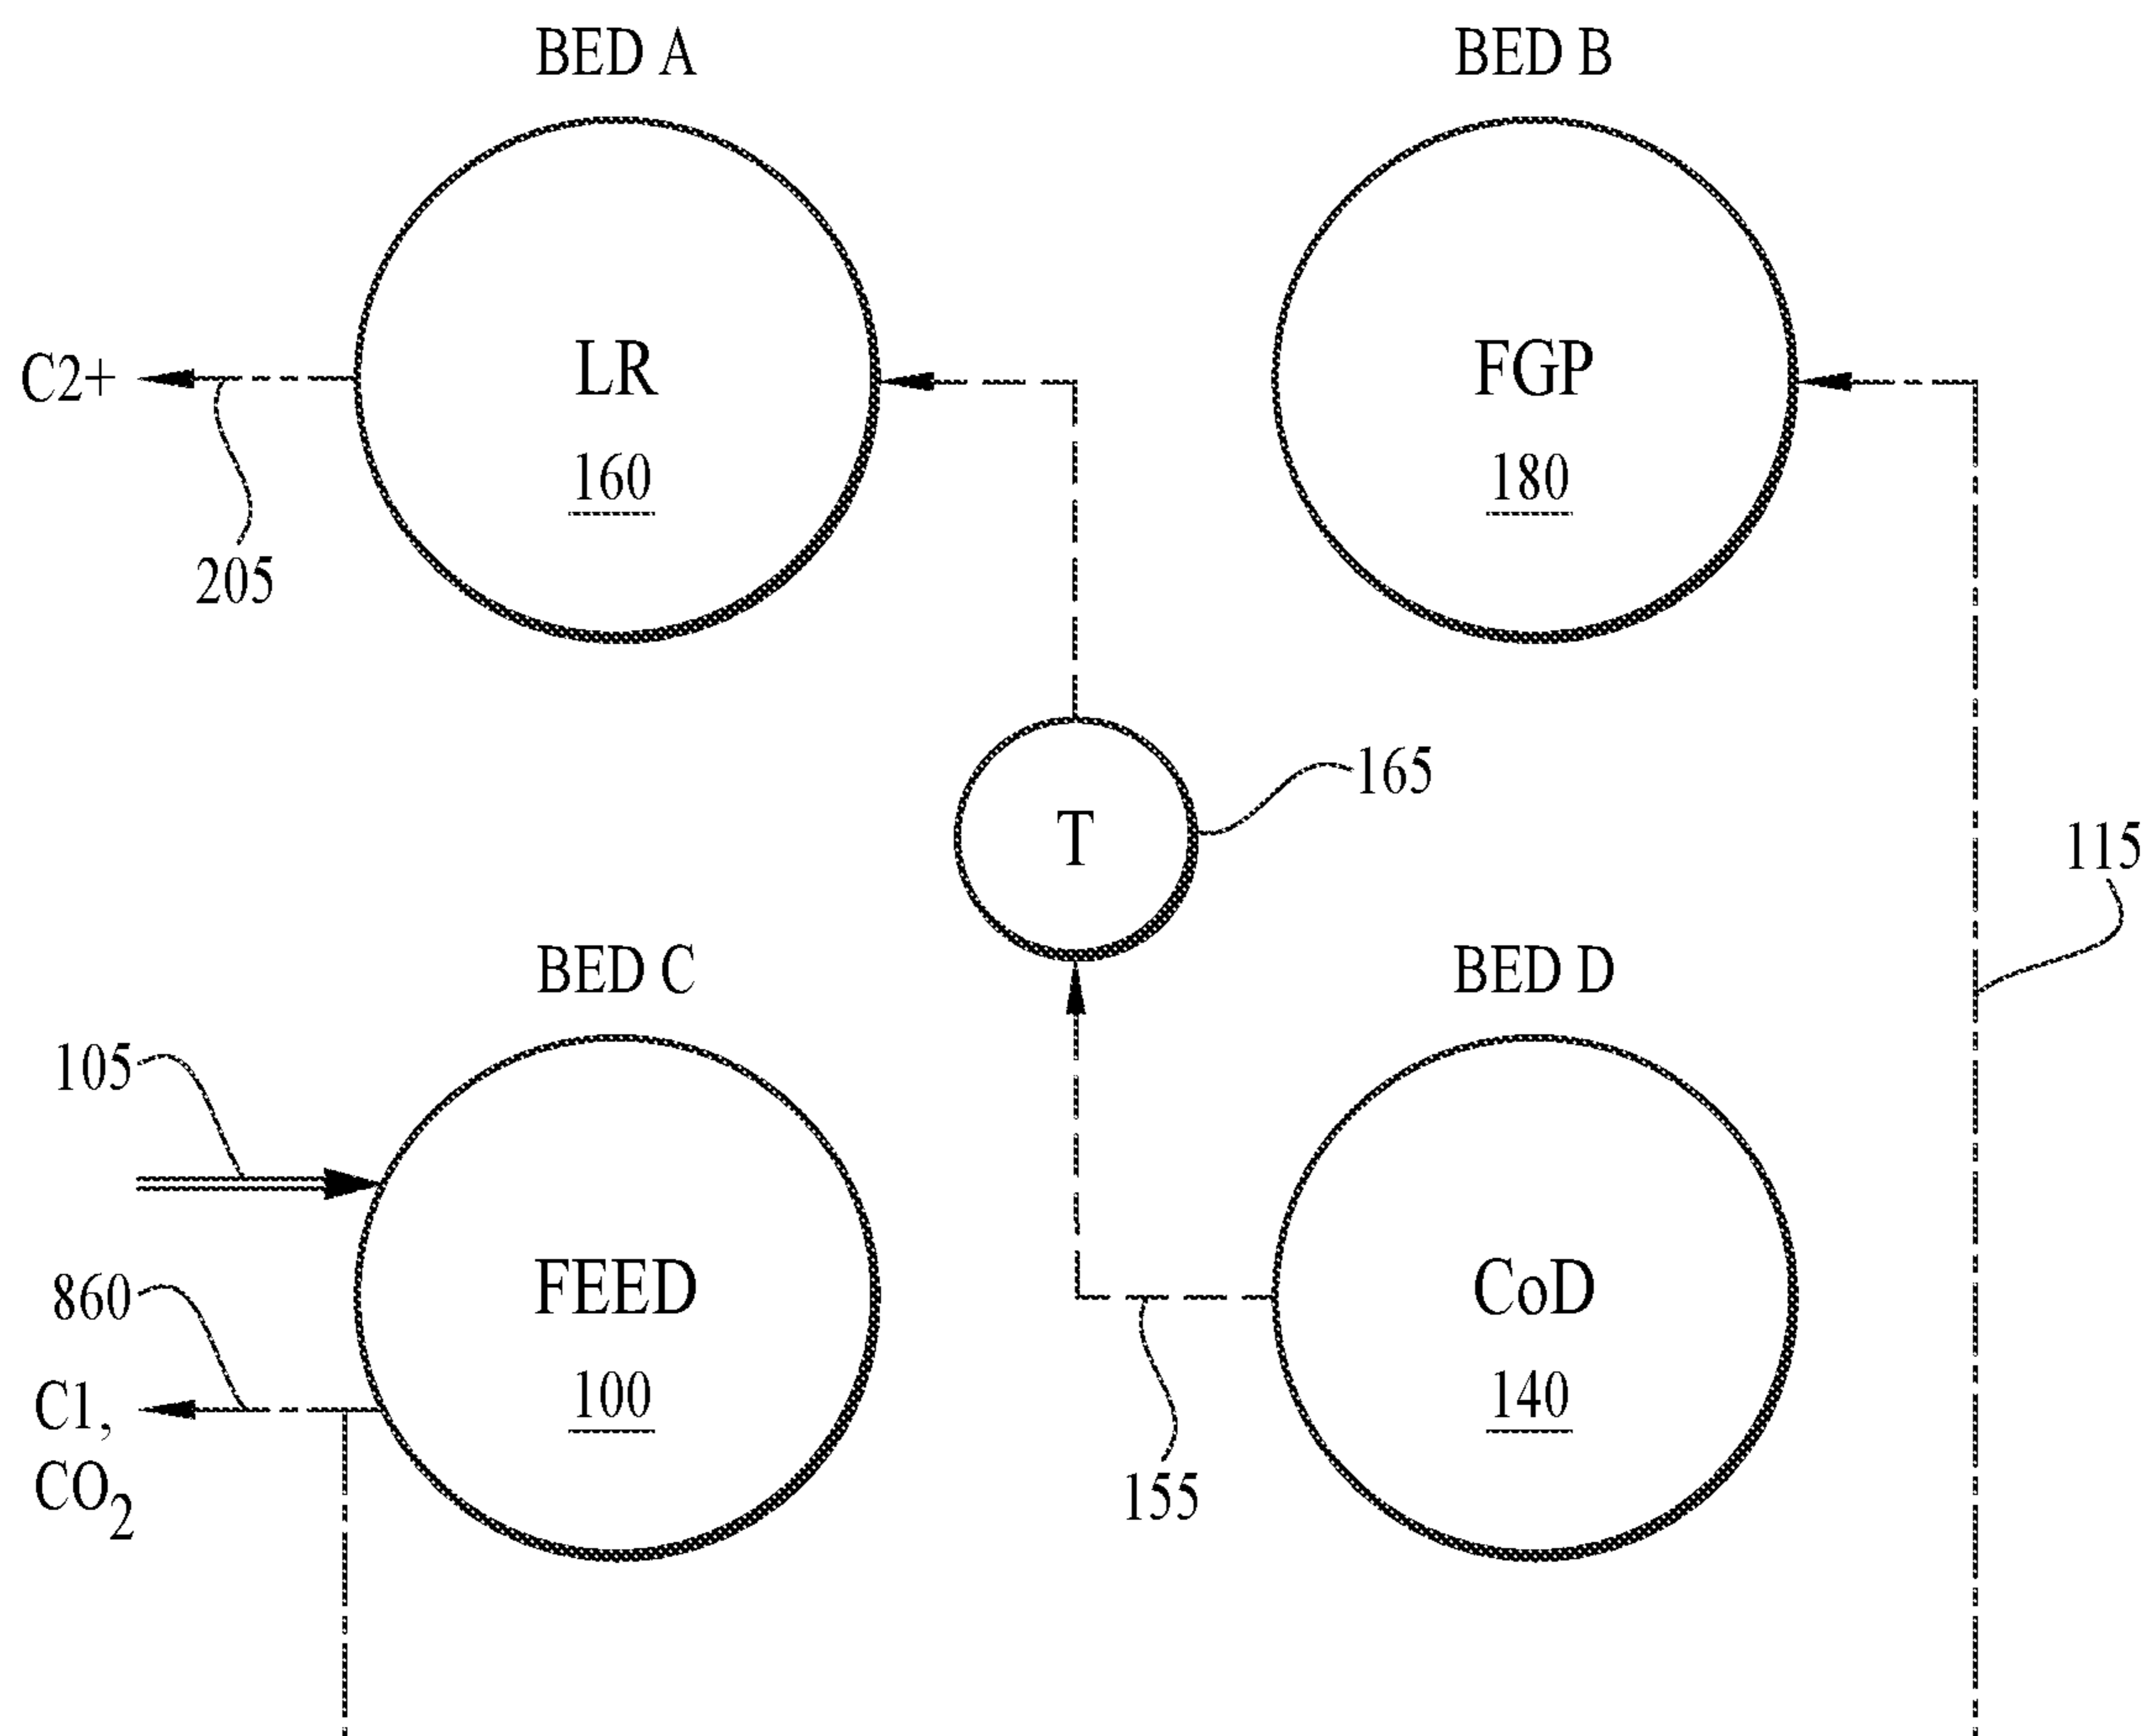 BED A
BED B
C2+
LR
160
FGP
180
205
T
165
115
BED C
BED D
105
860
C1,
CO2
FEED
100
CoD
140
155